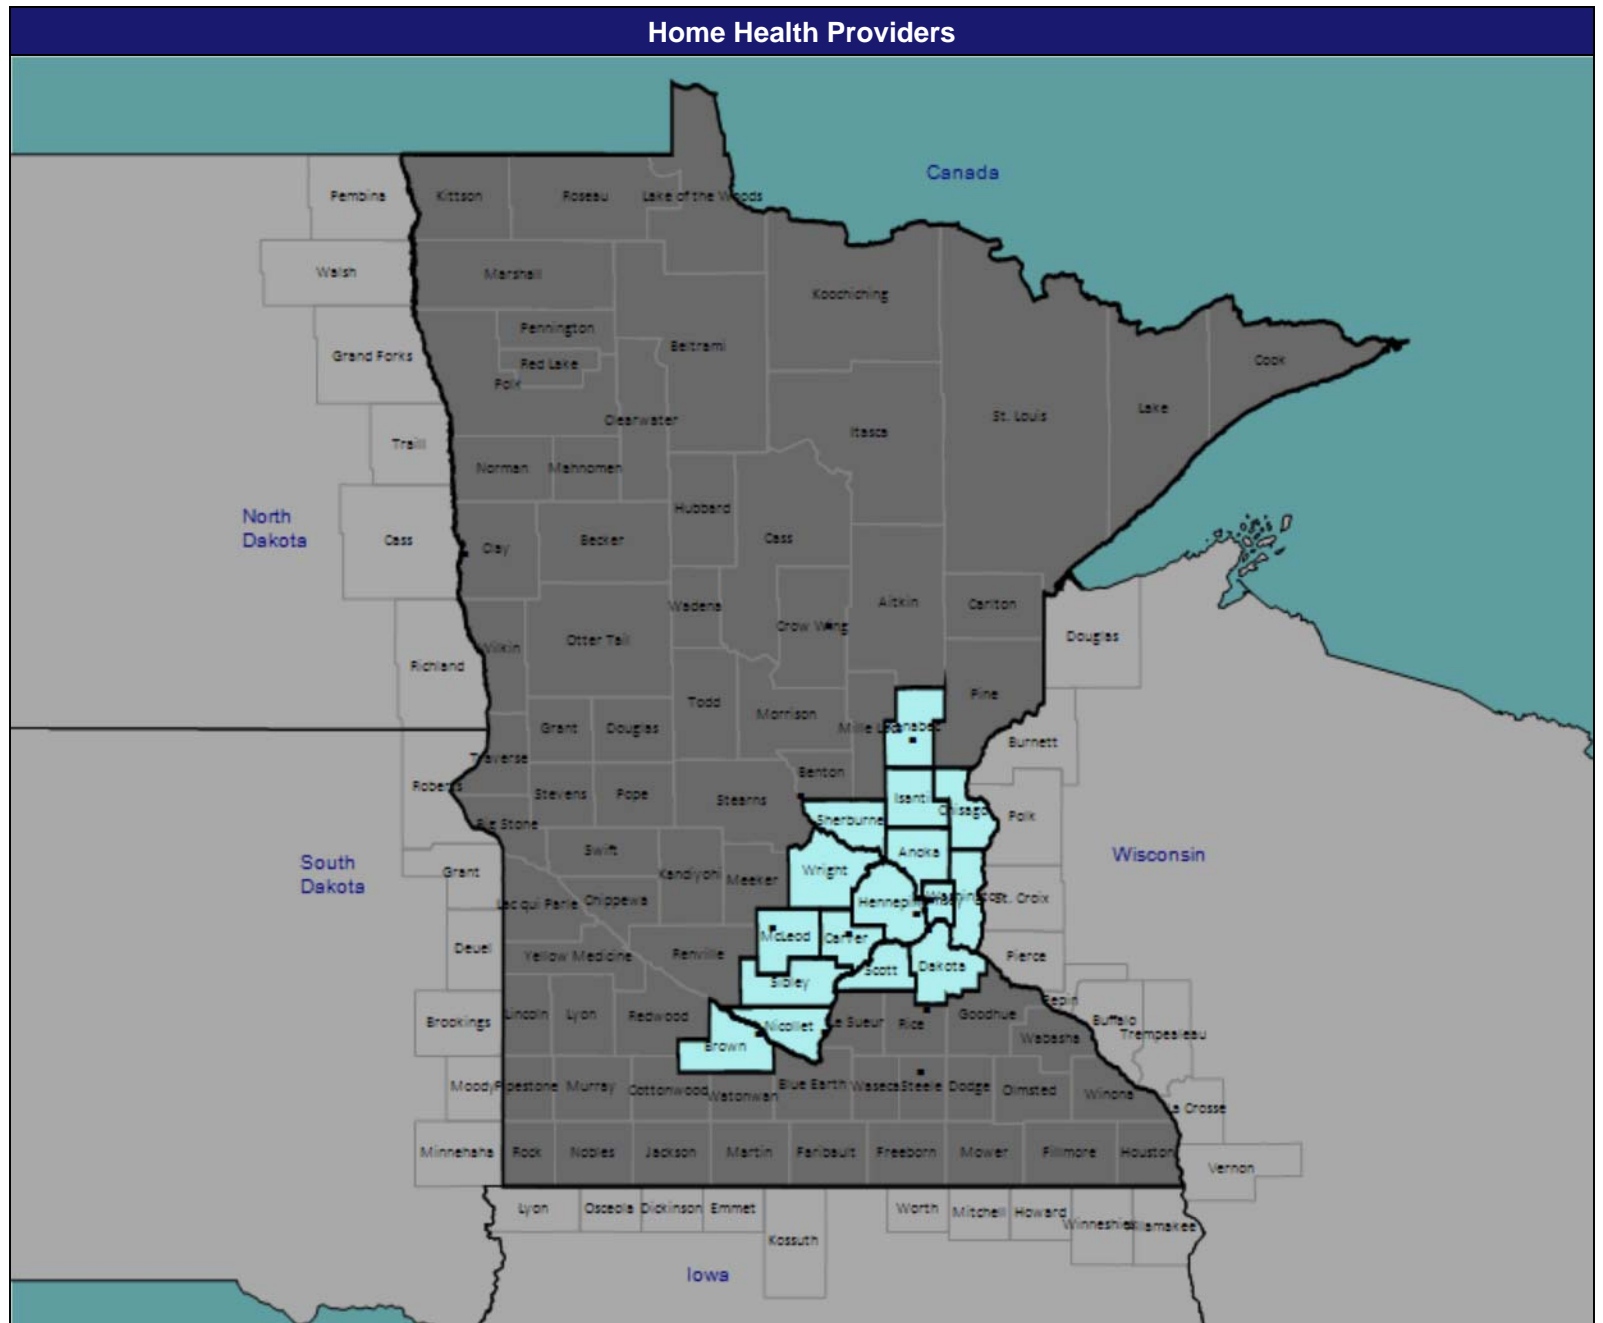 Home Health Providers
Canada
Pembina
Kittson
Roseau
Lake of the Woods
Walsh
Marshall
Koochiching
Pennington
Grand Forks
Beltrami
Red Lake
Cook
Polk
Clearwater
Lake
St. Louis
Itasca
Traill
Norman
Mahnomen
Hubbard
North
Dakota
Cass
Clay
Becker
Cass
Aitkin
Carlton
Wadena
Crow Wing
Douglas
Otter Tail
Wilkin
Richland
Pine
Todd
Morrison
Mille Lacs
Kanabec
Grant
Douglas
Burnett
Traverse
Benton
Roberts
Stevens
Pope
Stearns
Isanti
Chisago
Big Stone
Sherburne
Polk
Swift
Anoka
Wisconsin
South
Dakota
Grant
Kandiyohi
Meeker
Wright
Lac qui Parle
Chippewa
Hennepin
Washington
St. Croix
Deuel
McLeod
Carver
Yellow Medicine
Renville
Pierce
Scott
Dakota
Sibley
Pepin
Brookings
Lincoln
Lyon
Redwood
Nicollet
Le Sueur
Rice
Goodhue
Buffalo
Trempealeau
Wabasha
Brown
Moody
Pipestone
Murray
Cottonwood
Watonwan
Blue Earth
Waseca
Steele
Dodge
Olmsted
Winona
La Crosse
Minnehaha
Rock
Nobles
Jackson
Martin
Faribault
Freeborn
Mower
Fillmore
Houston
Vernon
Lyon
Osceola
Dickinson
Emmet
Worth
Mitchell
Howard
Kossuth
Iowa